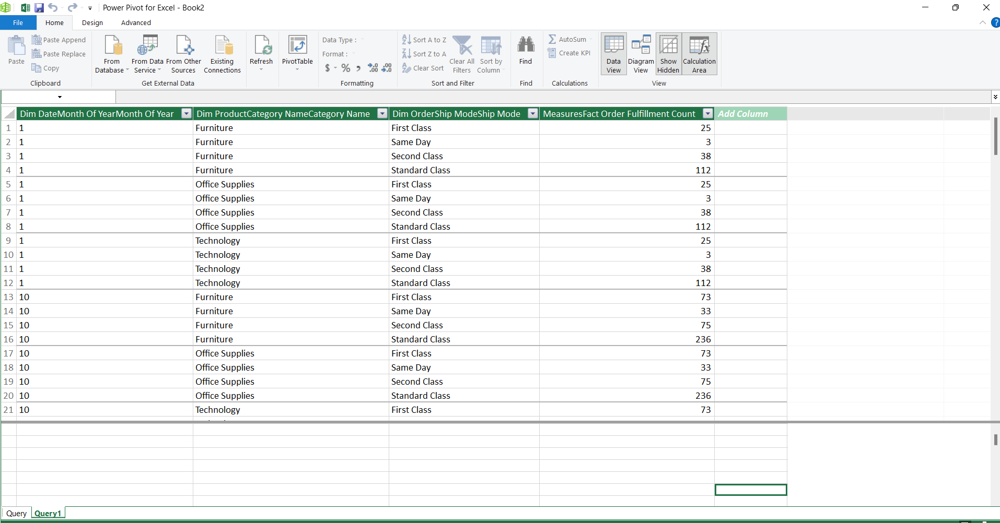 Power Pivot for Excel - Book2
File Home Design Advanced
Paste
Paste Append
Paste Replace
Copy
Clipboard
From Database
From Data Service
From Other Sources
Existing Connections
Get External Data
Refresh
PivotTable
Data Type :
Format :
$ % ,
Formatting
Sort A to Z
Sort Z to A
Clear Sort
Clear All Filters
Sort by Column
Sort and Filter
Find
Find
AutoSum
Create KPI
Calculations
Data View
Diagram View
Show Hidden
Calculation Area
View
Dim DateMonth Of YearMonth Of Year Dim ProductCategory NameCategory Name Dim OrderShip ModeShip Mode MeasuresFact Order Fulfillment Count Add Column
1 1 Furniture First Class 25
2 1 Furniture Same Day 3
3 1 Furniture Second Class 38
4 1 Furniture Standard Class 112
5 1 Office Supplies First Class 25
6 1 Office Supplies Same Day 3
7 1 Office Supplies Second Class 38
8 1 Office Supplies Standard Class 112
9 1 Technology First Class 25
10 1 Technology Same Day 3
11 1 Technology Second Class 38
12 1 Technology Standard Class 112
13 10 Furniture First Class 73
14 10 Furniture Same Day 33
15 10 Furniture Second Class 75
16 10 Furniture Standard Class 236
17 10 Office Supplies First Class 73
18 10 Office Supplies Same Day 33
19 10 Office Supplies Second Class 75
20 10 Office Supplies Standard Class 236
21 10 Technology First Class 73
Query Query1